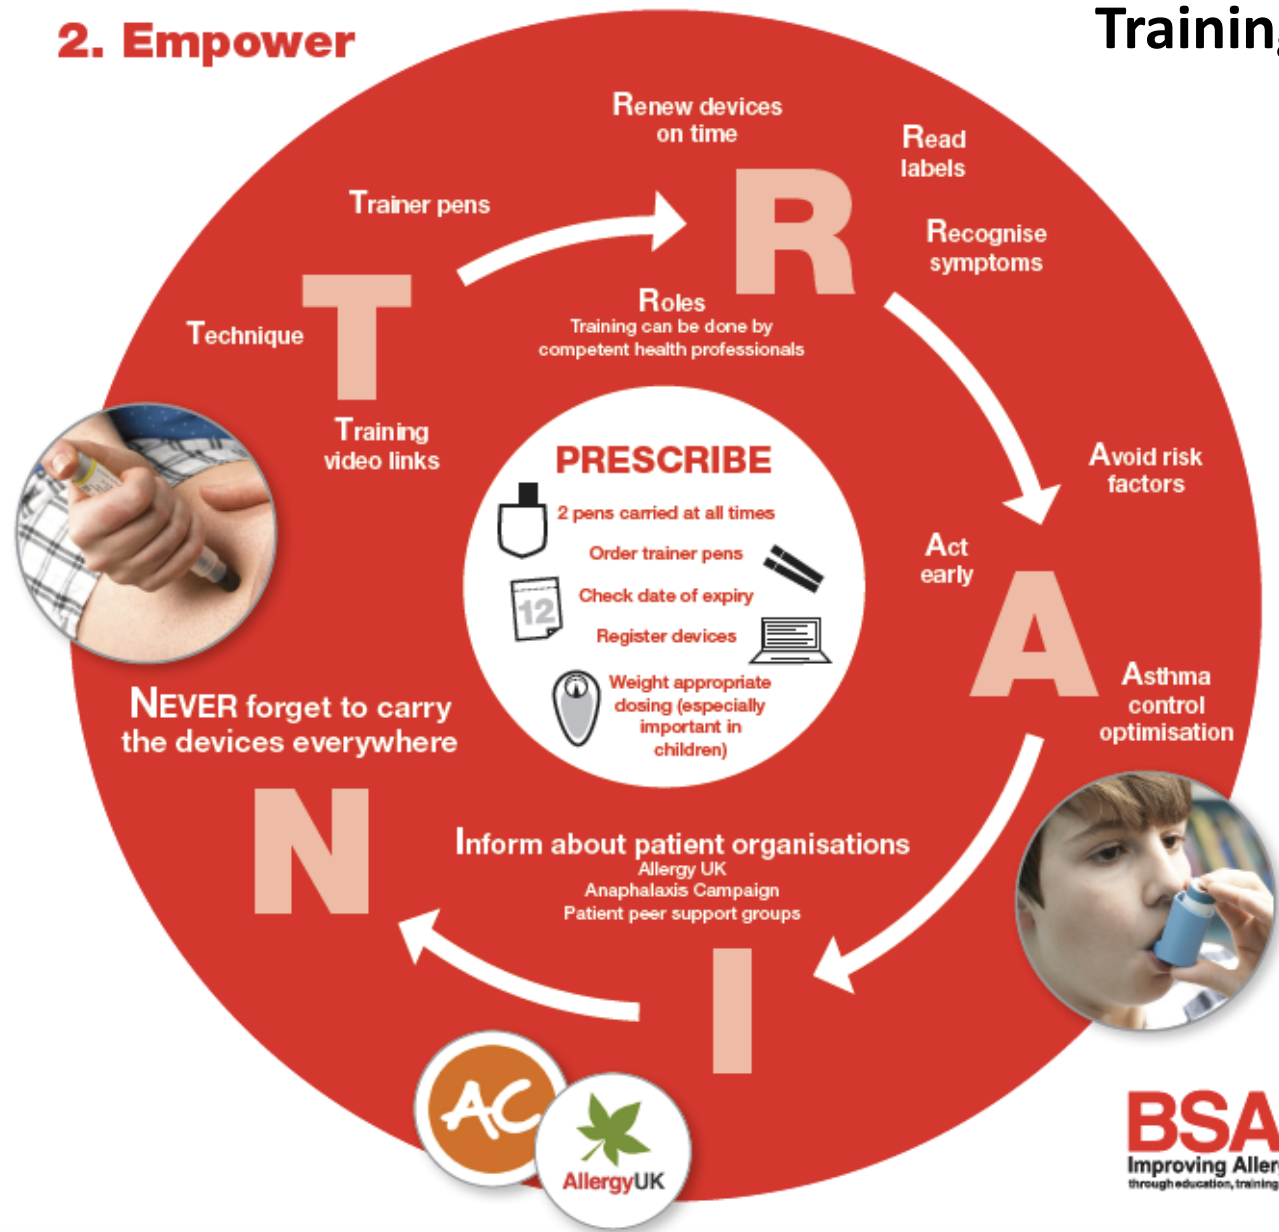 2. Empower
Training
Renew devices
on time
Read
labels
Recognise
symptoms
Roles
Training can be done by
competent health professionals
R
Trainer pens
Technique
T
Training
video links
Avoid risk
factors
Act
early
A
Asthma
control
optimisation
PRESCRIBE
2 pens carried at all times
Order trainer pens
12
Check date of expiry
Register devices
Weight appropriate
dosing (especially
important in
children)
NEVER forget to carry
the devices everywhere
N
Inform about patient organisations
Allergy UK
Anaphalaxis Campaign
Patient peer support groups
I
AC
AllergyUK
BSA
Improving Aller
through education, training